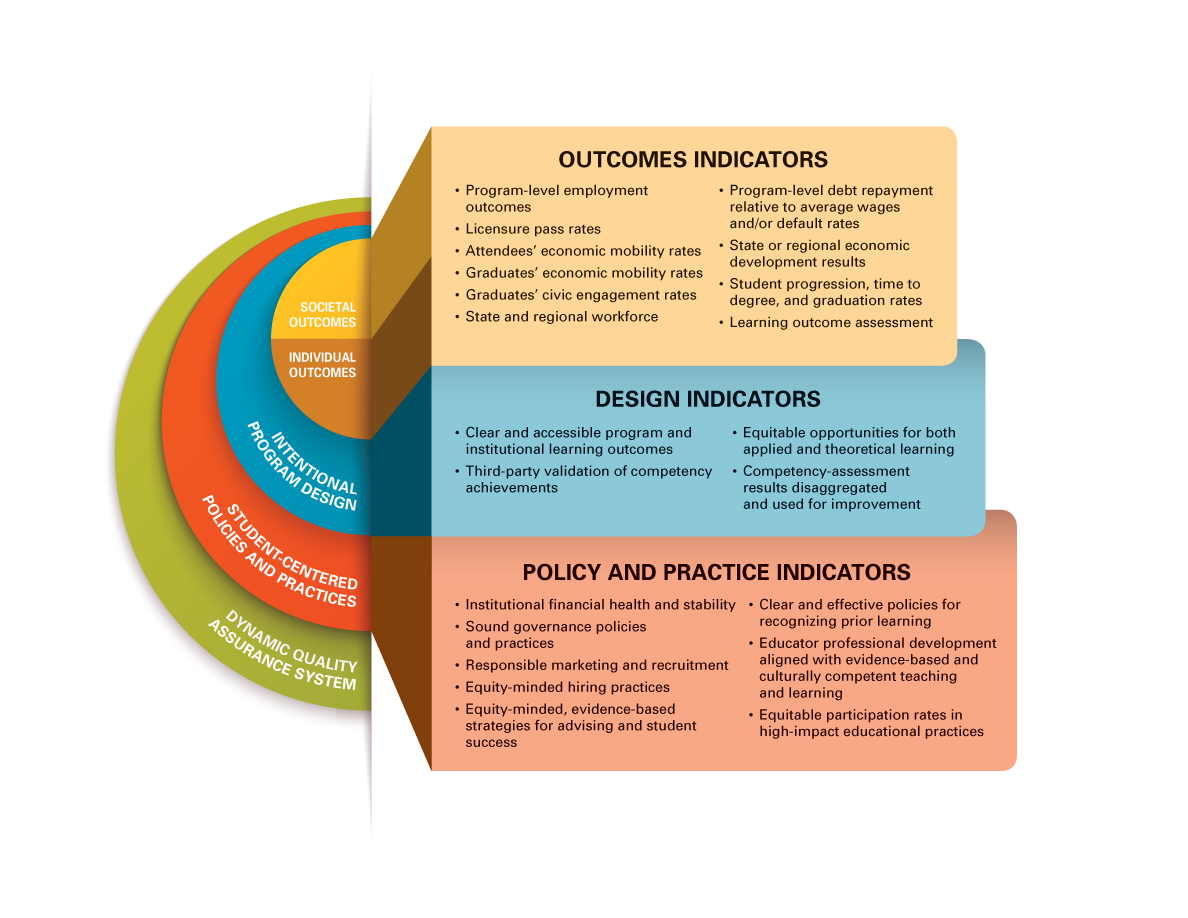 SOCIETAL
OUTCOMES
INDIVIDUAL
OUTCOMES
INTENTIONAL
PROGRAM DESIGN
STUDENT-CENTERED
POLICIES AND PRACTICES
DYNAMIC QUALITY
ASSURANCE SYSTEM
OUTCOMES INDICATORS
• Program-level employment
outcomes
• Licensure pass rates
• Attendees’ economic mobility rates
• Graduates’ economic mobility rates
• Graduates’ civic engagement rates
• State and regional workforce
• Program-level debt repayment
relative to average wages
and/or default rates
• State or regional economic
development results
• Student progression, time to
degree, and graduation rates
• Learning outcome assessment
DESIGN INDICATORS
• Clear and accessible program and
institutional learning outcomes
• Third-party validation of competency
achievements
• Equitable opportunities for both
applied and theoretical learning
• Competency-assessment
results disaggregated
and used for improvement
POLICY AND PRACTICE INDICATORS
• Institutional financial health and stability
• Sound governance policies
and practices
• Responsible marketing and recruitment
• Equity-minded hiring practices
• Equity-minded, evidence-based
strategies for advising and student
success
• Clear and effective policies for
recognizing prior learning
• Educator professional development
aligned with evidence-based and
culturally competent teaching
and learning
• Equitable participation rates in
high-impact educational practices